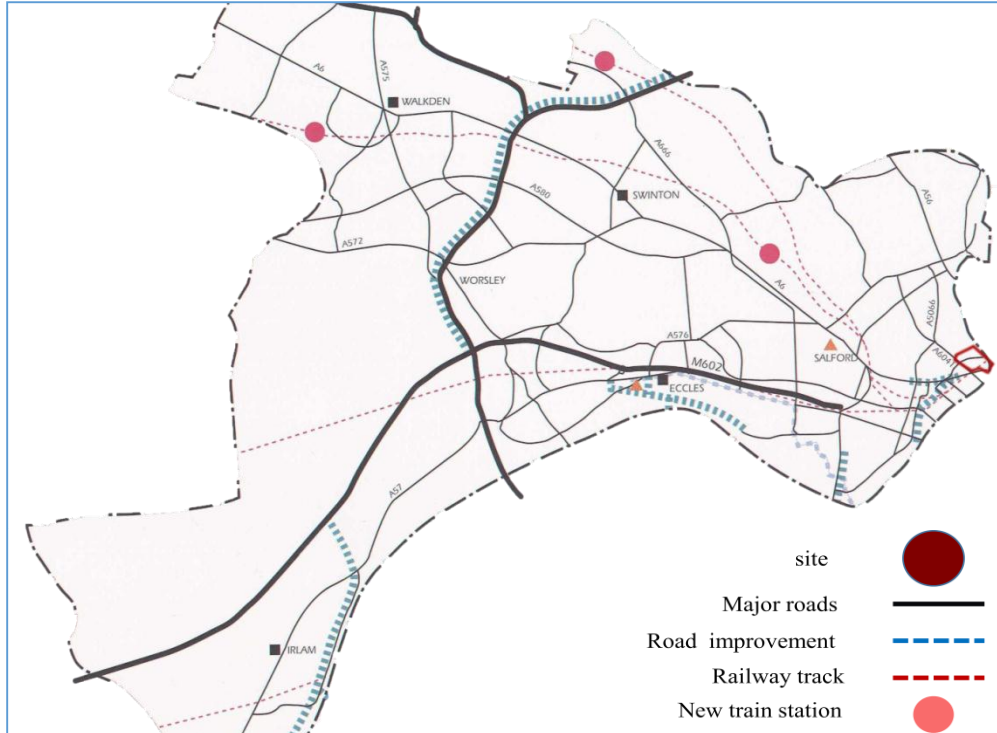 A575
A6
WALKDEN
A666
SWINTON
A580
A56
A572
WORSLEY
A6
A5066
A576
SALFORD
A604
M602
ECCLES
A57
IRLAM
site
Major roads
Road improvement
Railway track
New train station